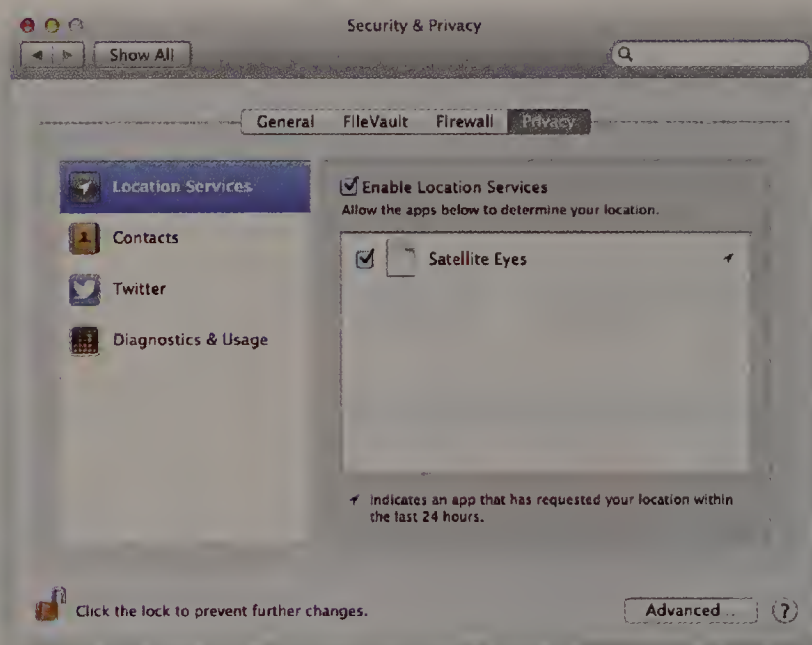 Security & Privacy
Show All
General FileVault Firewall Privacy
Location Services
Contacts
Twitter
Diagnostics & Usage
Enable Location Services
Allow the apps below to determine your location.
Satellite Eyes
Indicates an app that has requested your location within
the last 24 hours.
Click the lock to prevent further changes.
Advanced...
?